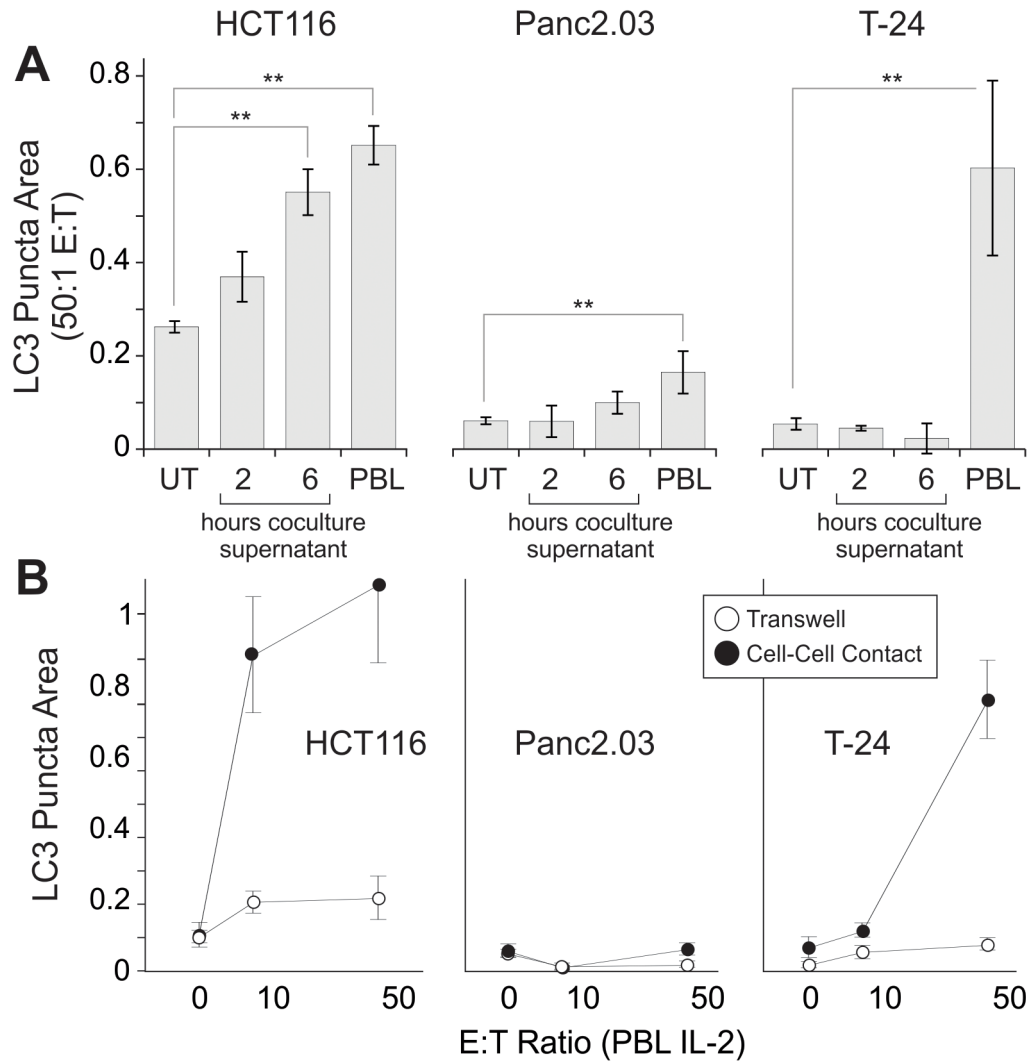 HCT116 Panc2.03 T-24
A
LC3 Puncta Area
(50:1 E:T)
0.8
0.6
0.4
0.2
0
** **
**
**
UT 2 6 PBL UT 2 6 PBL UT 2 6 PBL
hours coculture hours coculture hours coculture
supernatant supernatant supernatant
B
LC3 Puncta Area
1
0.8
0.6
0.4
0.2
0
Transwell
Cell-Cell Contact
HCT116 Panc2.03 T-24
0 10 50 0 10 50 0 10 50
E:T Ratio (PBL IL-2)